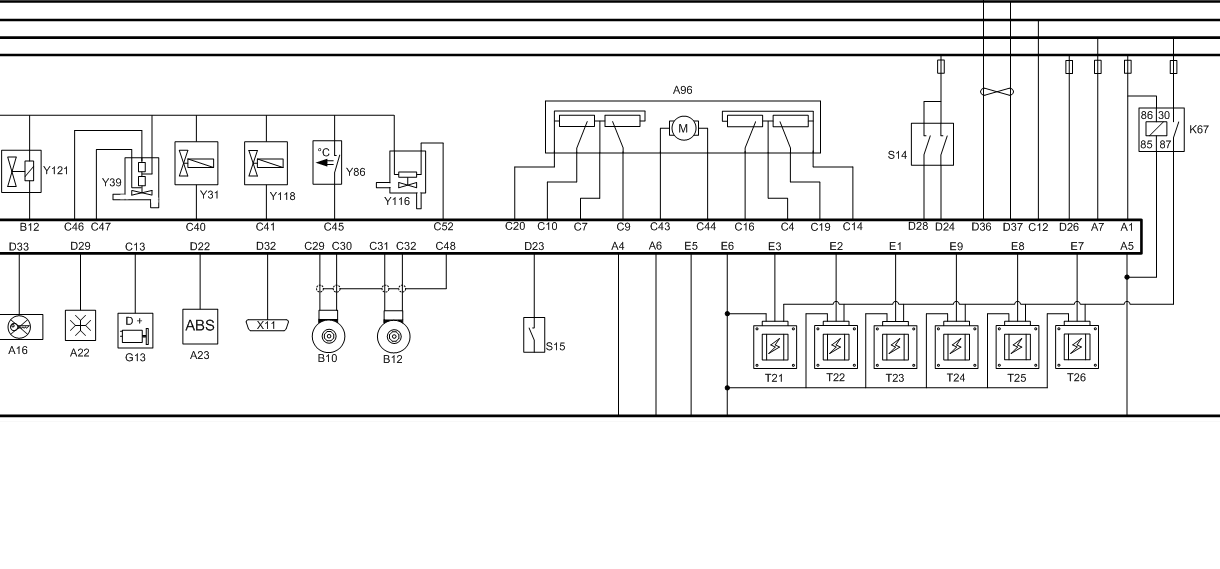 A96
86 30
K67
85 87
°C
M
S14
Y121
Y39
Y31
Y118
Y86
Y116
B12 C46 C47 C40 C41 C45 C52 C20 C10 C7 C9 C43 C44 C16 C4 C19 C14 D28 D24 D36 D37 C12 D26 A7 A1
D33 D29 C13 D22 D32 C29 C30 C31 C32 C48 D23 A4 A6 E5 E6 E3 E2 E1 E9 E8 E7 A5
D +
ABS
X11
S15
A16 A22 G13 A23 B10 B12
T21 T22 T23 T24 T25 T26